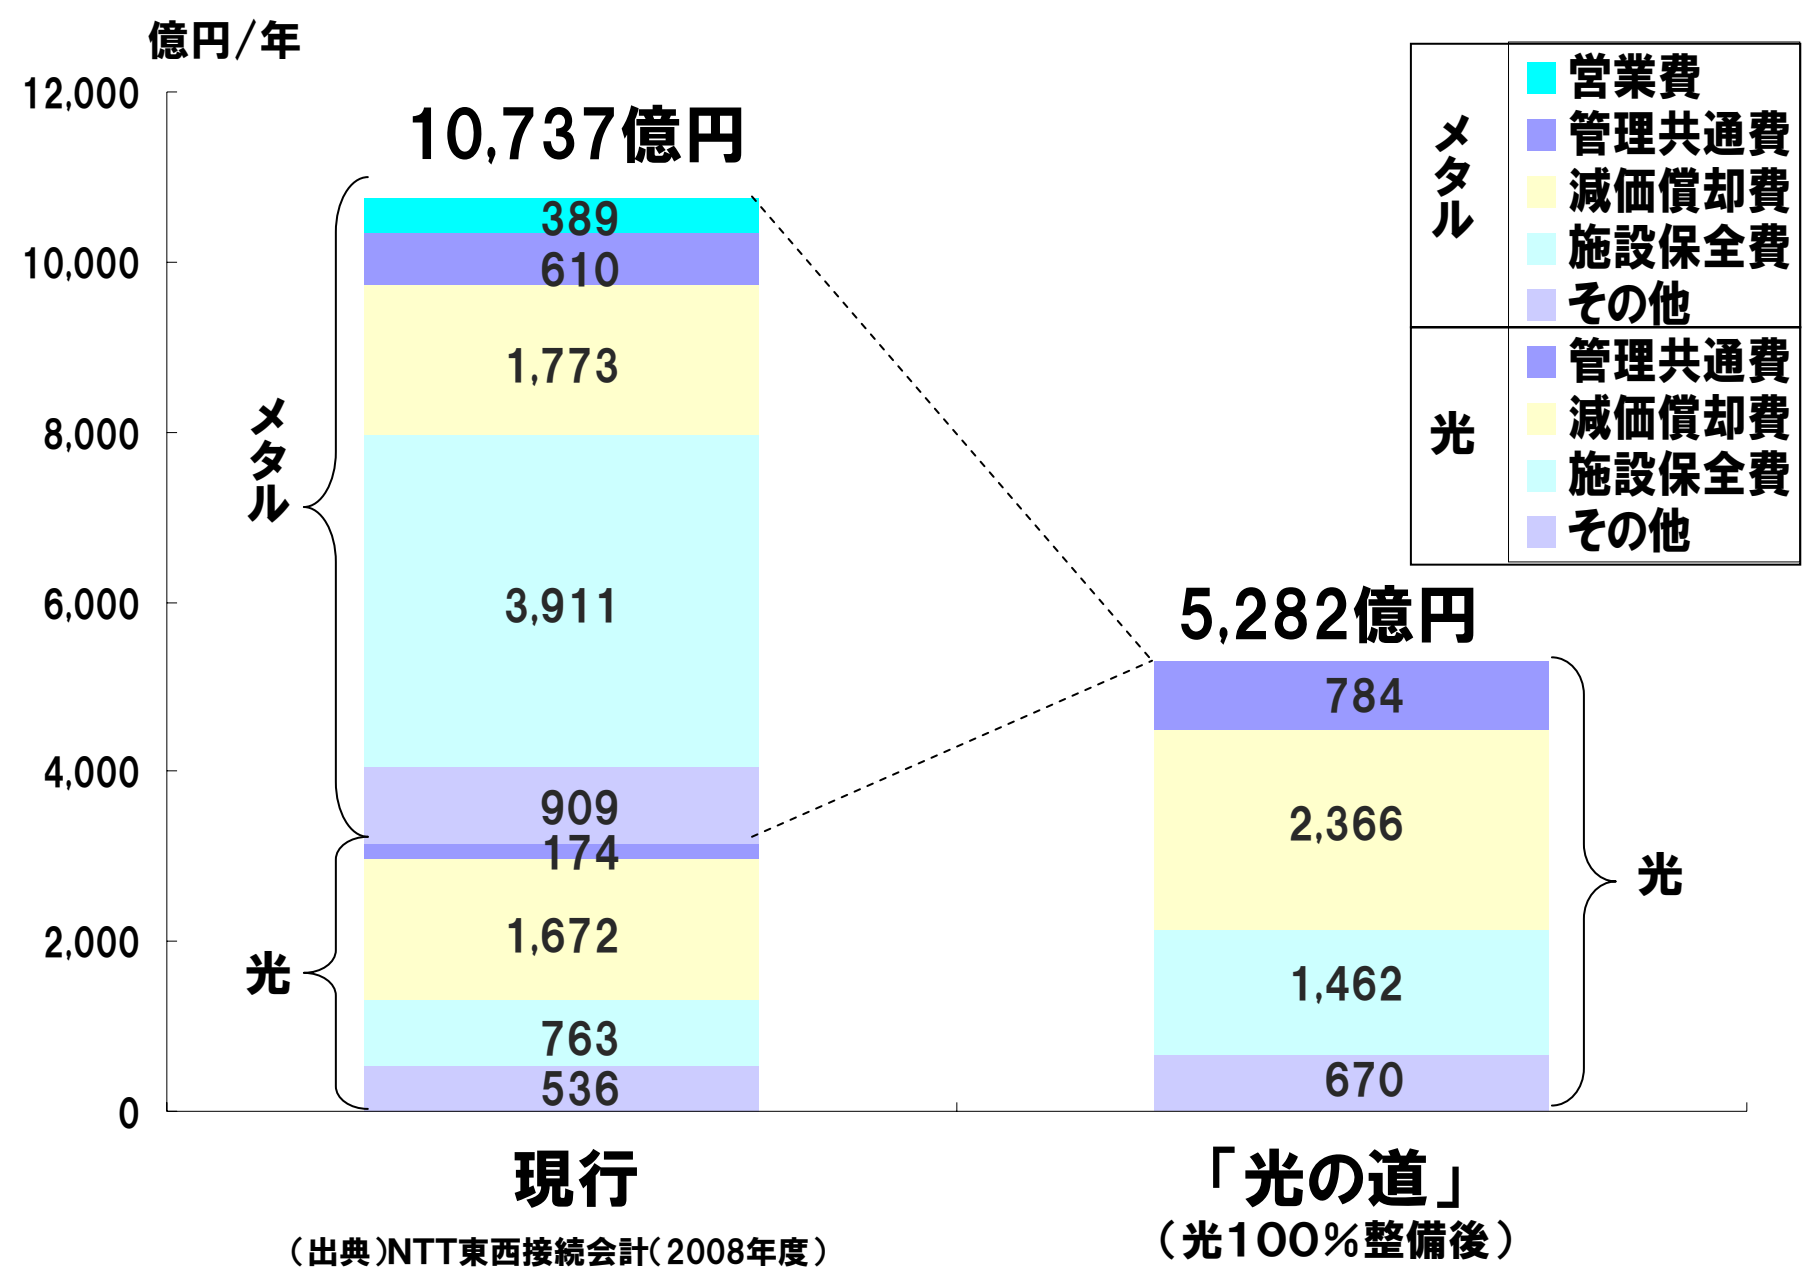 億円/年
12,000
10,000
8,000
6,000
4,000
2,000
0
10,737億円
389
610
1,773
3,911
909
174
1,672
763
536
メタル
光
5,282億円
784
2,366
1,462
670
光
現行
(出典)NTT東西接続会計(2008年度)
「光の道」
(光100%整備後)
メタル
営業費
管理共通費
減価償却費
施設保全費
その他
光
管理共通費
減価償却費
施設保全費
その他